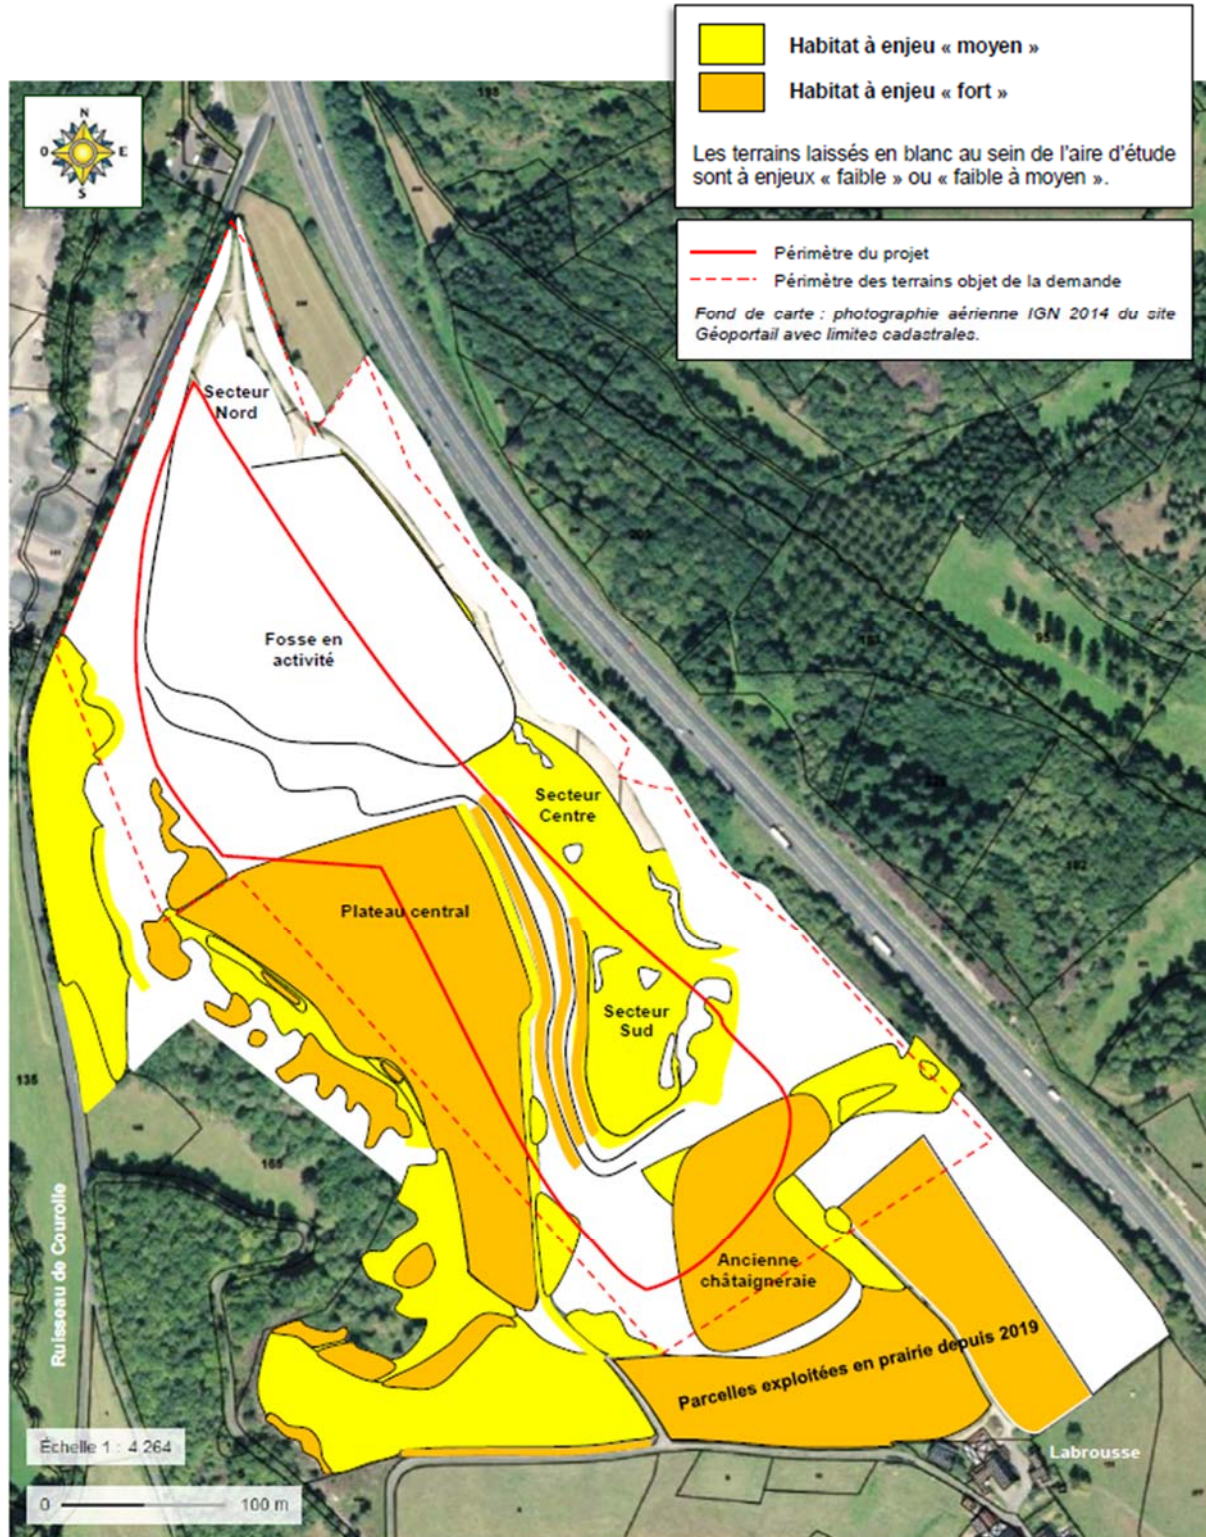 Habitat à enjeu « moyen »
Habitat à enjeu « fort »
Les terrains laissés en blanc au sein de l'aire d'étude
sont à enjeux « faible » ou « faible à moyen ».
Périmètre du projet
Périmètre des terrains objet de la demande
Fond de carte : photographie aérienne IGN 2014 du site
Géoportail avec limites cadastrales.
N
O
E
S
198
Secteur
Nord
Fosse en
activité
Secteur
Centre
Plateau central
Secteur
Sud
135
Ruisseau de Courolle
Ancienne
châtaigneraie
Parcelles exploitées en prairie depuis 2019
Labrousse
Échelle 1 : 4 264
0
100 m